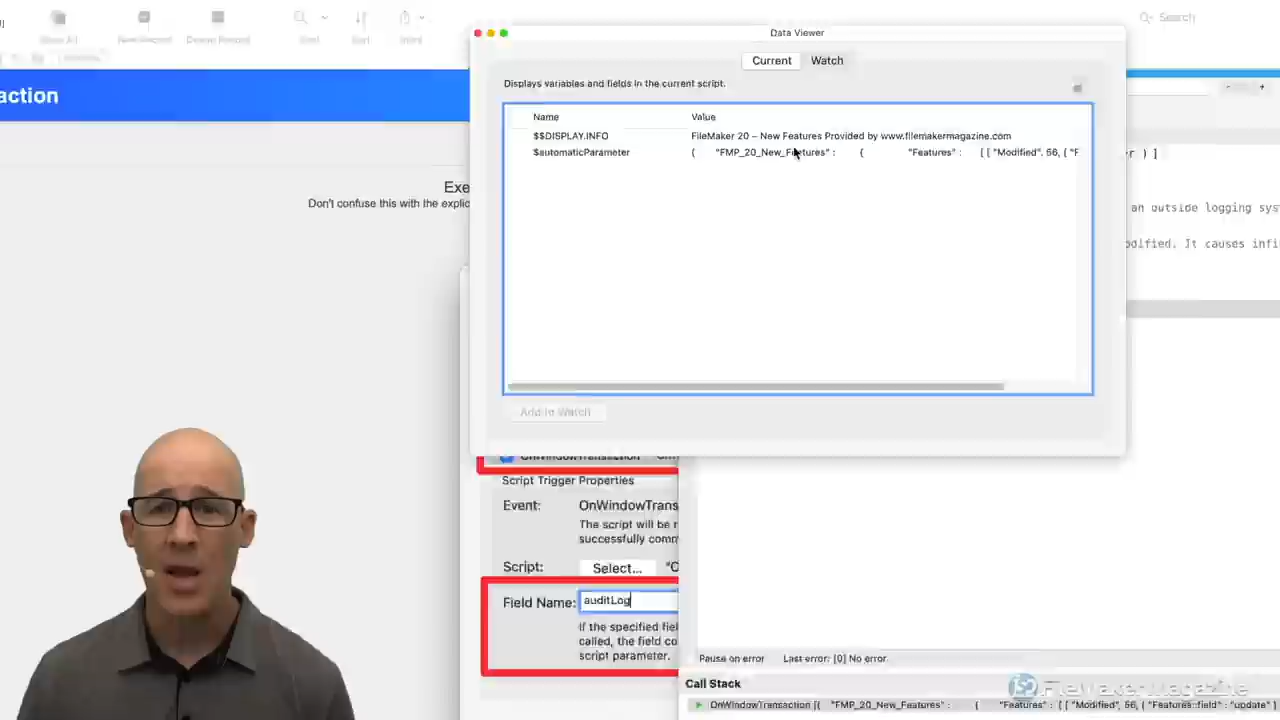 Search
Data Viewer
Current Watch
action
Displays variables and fields in the current script.
Name Value
$$DISPLAY.INFO FileMaker 20 – New Features Provided by www.filemakermagazine.com
$automaticParameter { "FMP_20_New_Features" : { "Features" : [ [ "Modified", 56, { "F
er ) ]
Exe
Don't confuse this with the explic
an outside logging sys
odified. It causes infi
Add to Watch
OnWindowTransaction
Script Trigger Properties
Event: OnWindowTrans
The script will be r
successfully comm
Script: Select... "O
Field Name: auditLog
If the specified fiel
called, the field co
script parameter.
Pause on error Last error: [0] No error.
Call Stack
FileMakerMagazine
OnWindowTransaction [{ "FMP_20_New_Features" : { "Features" : [ [ "Modified", 56, { "Features::field" : "update" ]